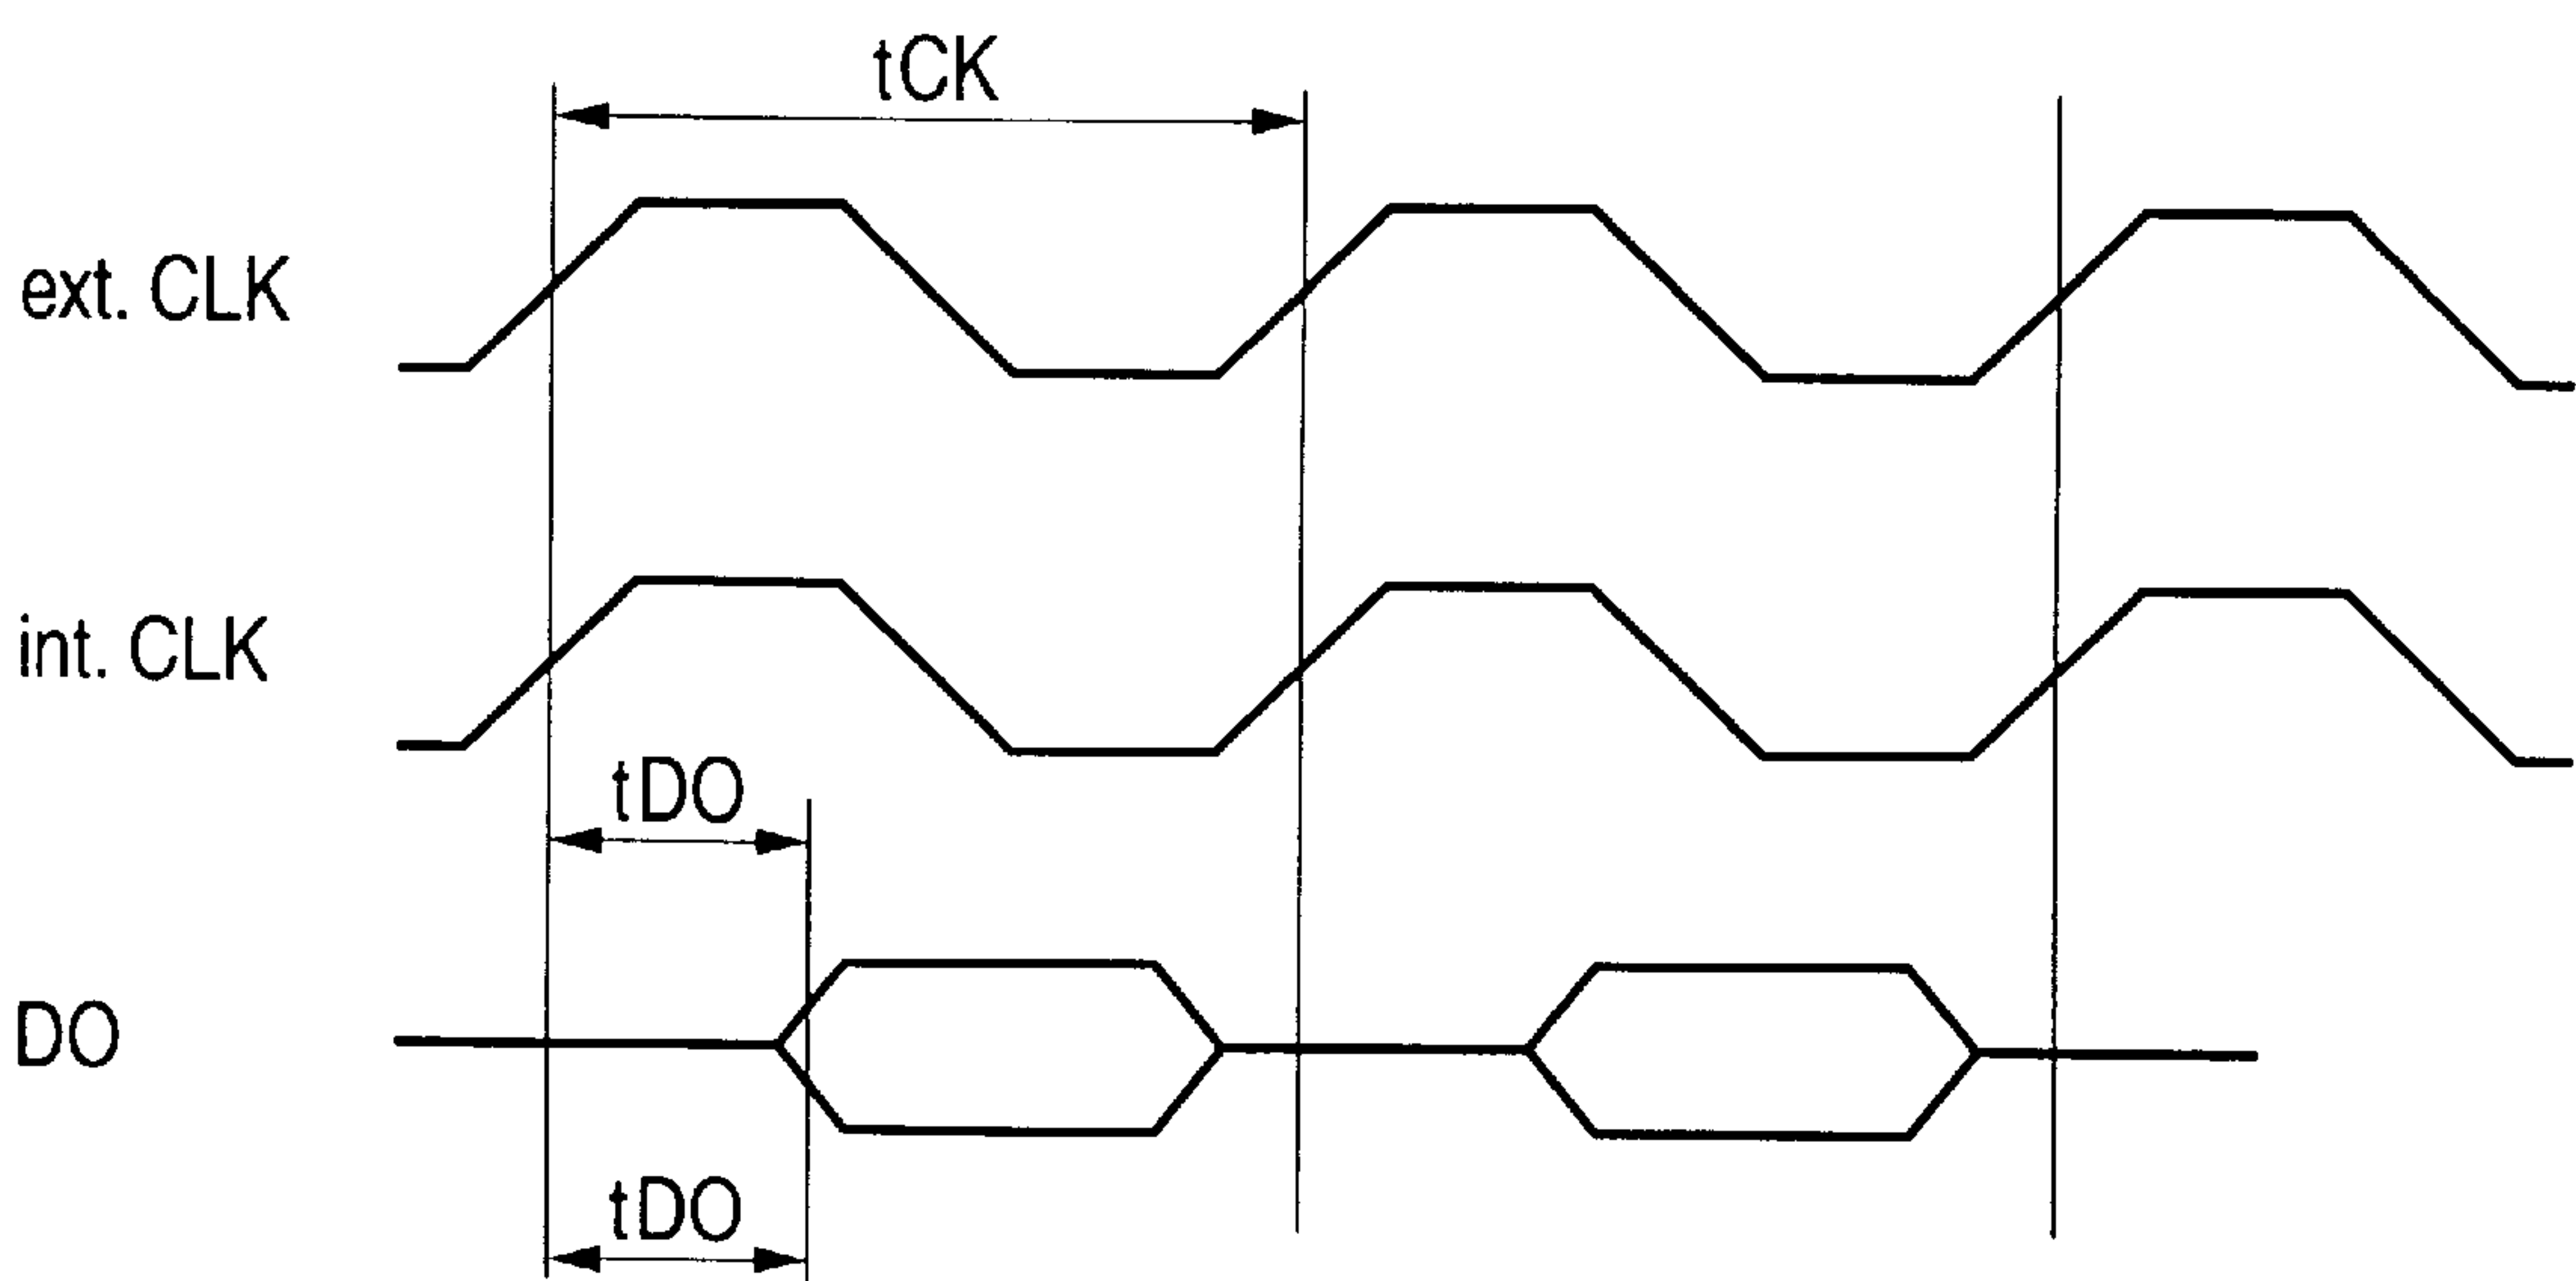 tCK
ext. CLK
int. CLK
tDO
DO
tDO